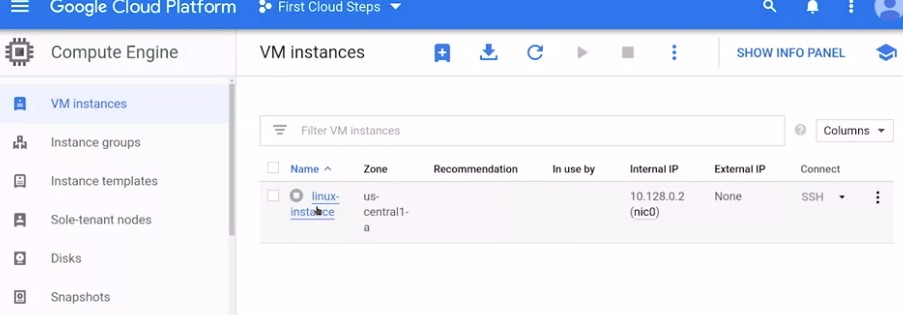 Google Cloud Platform First Cloud Steps
Compute Engine
VM instances
SHOW INFO PANEL
VM instances
Instance groups
Instance templates
Sole-tenant nodes
Disks
Snapshots
Filter VM instances
Columns
Name Zone Recommendation In use by Internal IP External IP Connect
linux- us- 10.128.0.2 None SSH
instance central1- (nic0)
a